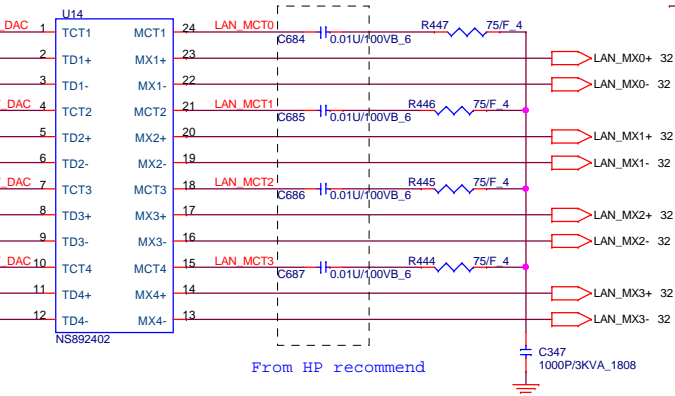 U14
_DAC 1 TCT1 MCT1 24 LAN_MCT0 C684 0.01U/100VB_6 R447 75/F_4
2 TD1+ MX1+ 23 LAN_MX0+ 32
3 TD1- MX1- 22 LAN_MX0- 32
_DAC 4 TCT2 MCT2 21 LAN_MCT1 C685 0.01U/100VB_6 R446 75/F_4
5 TD2+ MX2+ 20 LAN_MX1+ 32
6 TD2- MX2- 19 LAN_MX1- 32
_DAC 7 TCT3 MCT3 18 LAN_MCT2 C686 0.01U/100VB_6 R445 75/F_4
8 TD3+ MX3+ 17 LAN_MX2+ 32
9 TD3- MX3- 16 LAN_MX2- 32
_DAC 10 TCT4 MCT4 15 LAN_MCT3 C687 0.01U/100VB_6 R444 75/F_4
11 TD4+ MX4+ 14 LAN_MX3+ 32
12 TD4- MX4- 13 LAN_MX3- 32
NS892402
From HP recommend
C347
1000P/3KVA_1808